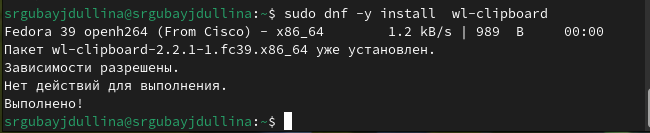 srgubayjdullina@srgubayjdullina:~$ sudo dnf -y install  wl-clipboard
Fedora 39 openh264 (From Cisco) - x86_64        1.2 kB/s | 989  B     00:00
Пакет wl-clipboard-2.2.1-1.fc39.x86_64 уже установлен.
Зависимости разрешены.
Нет действий для выполнения.
Выполнено!
srgubayjdullina@srgubayjdullina:~$